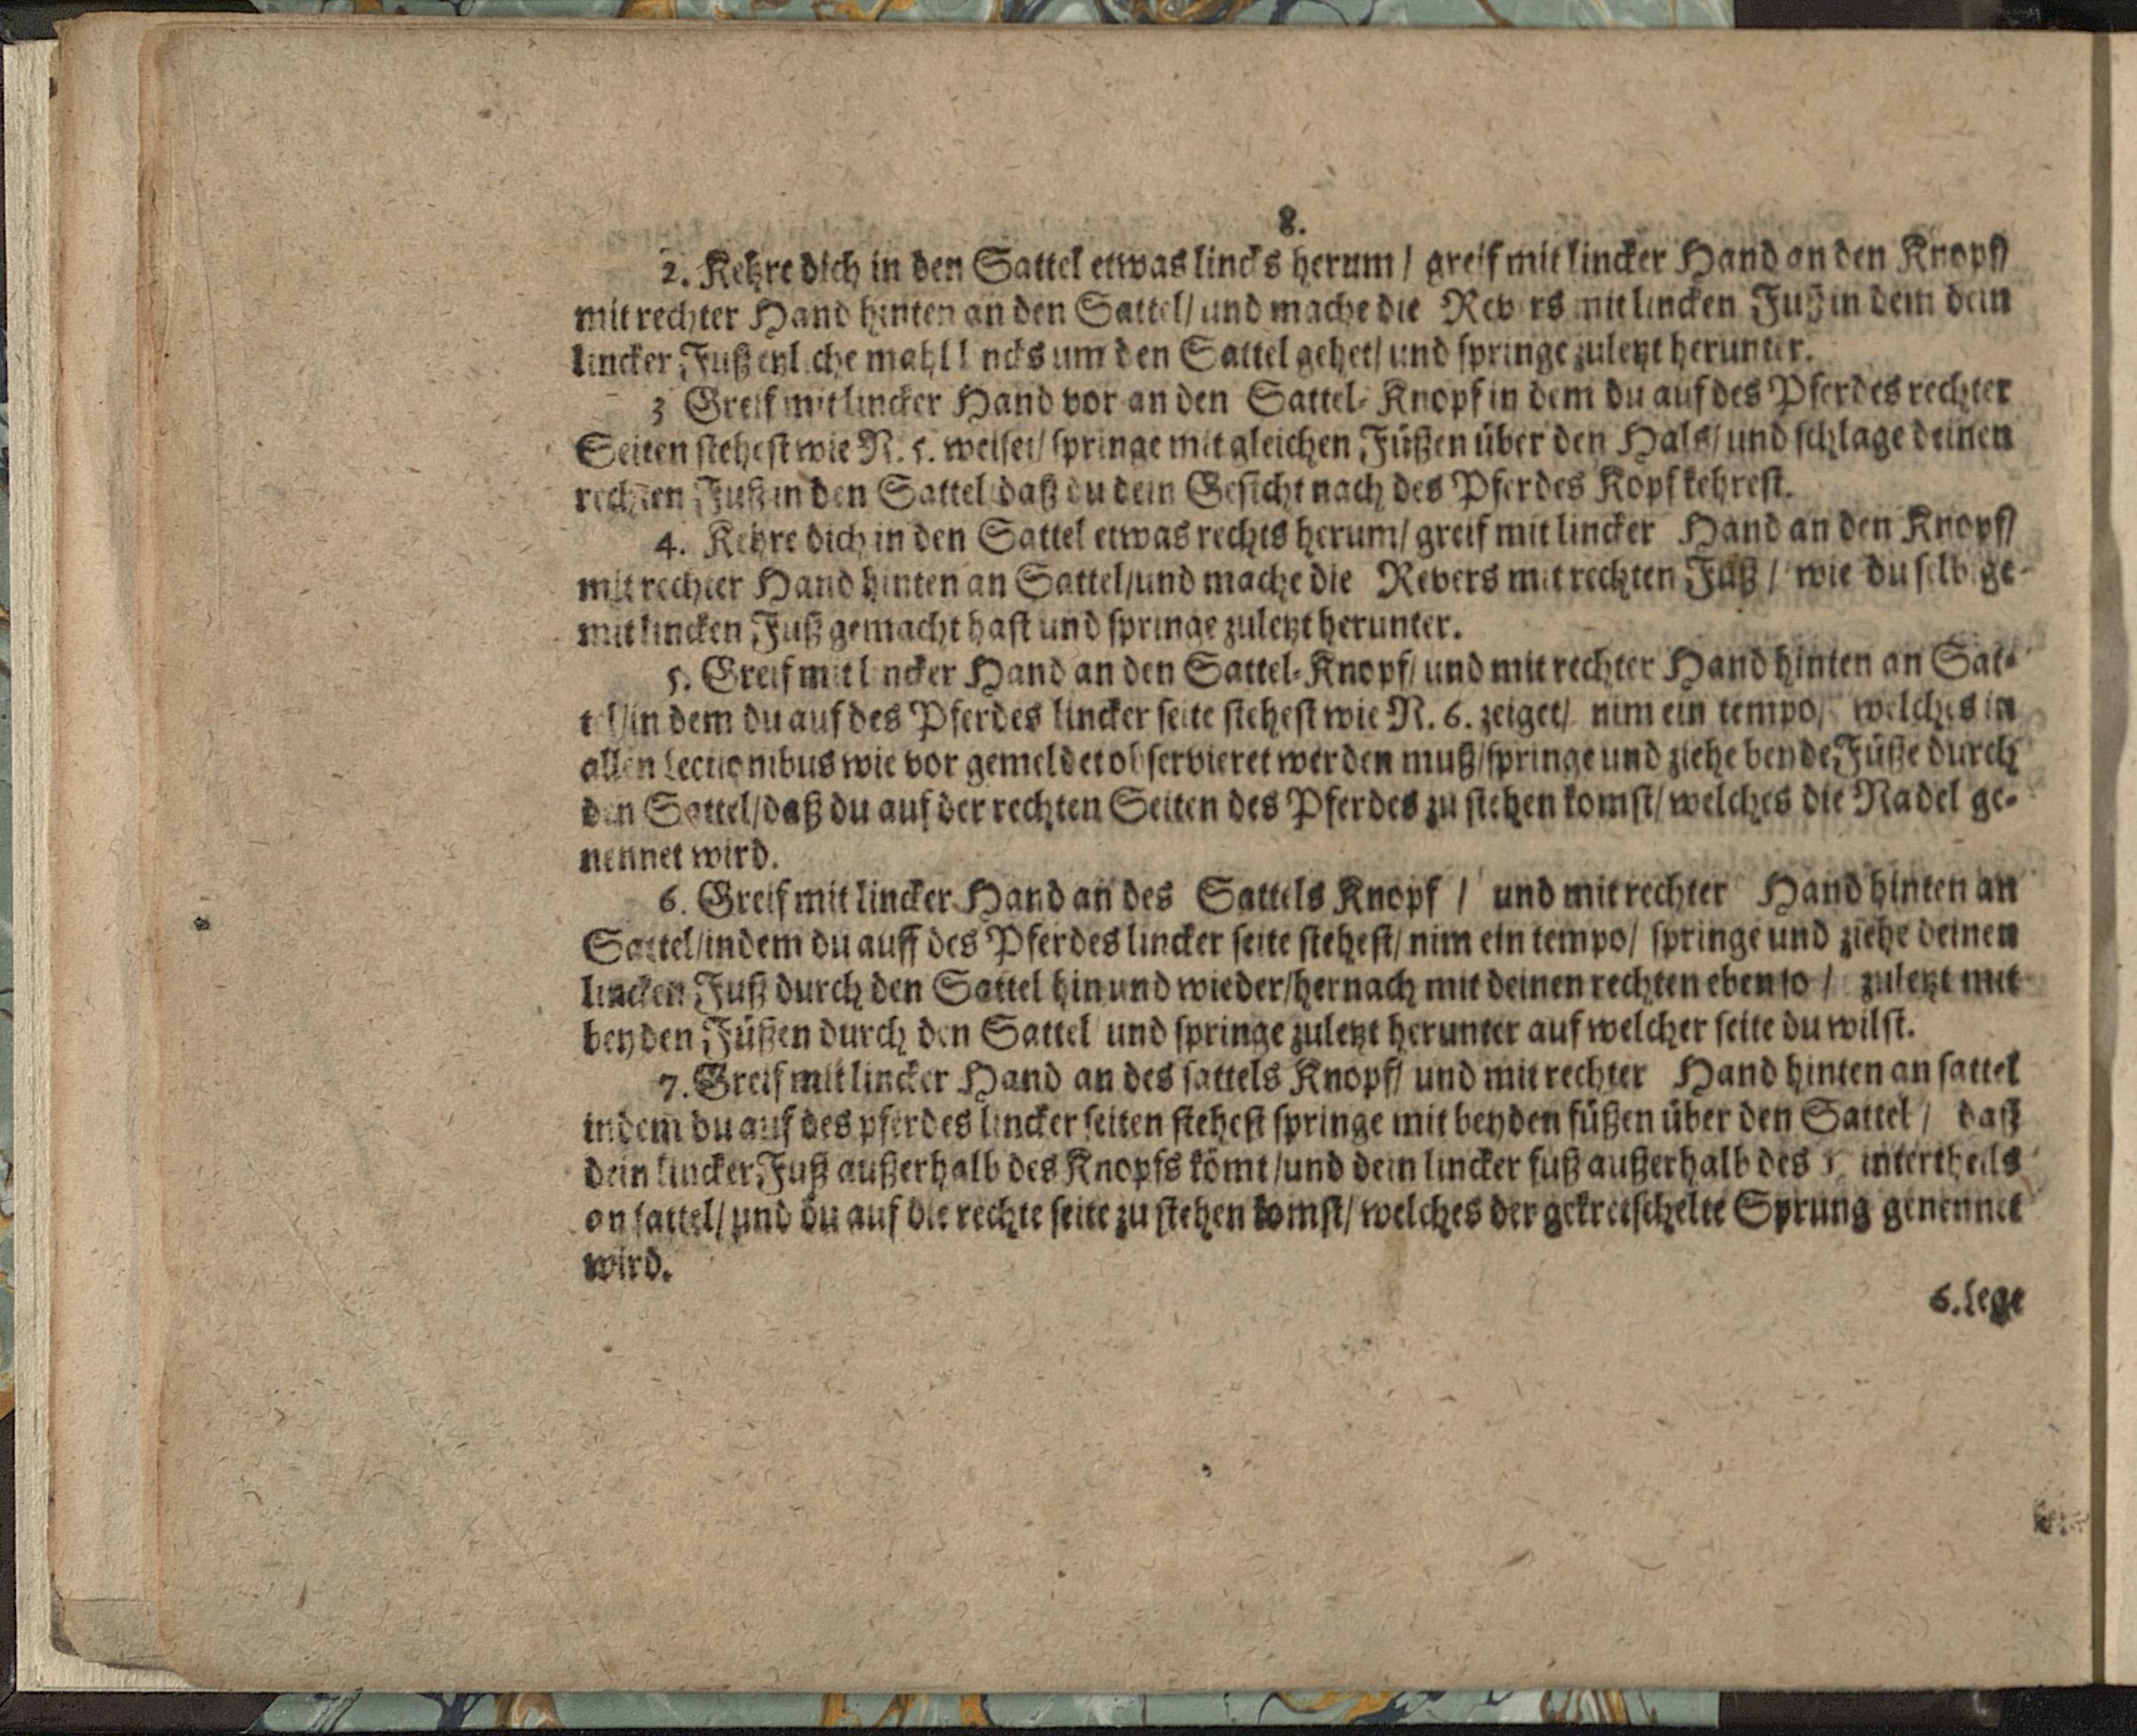 8.
2. Kehre dich in den Sattel etwas lincks herum / greif mit lincker Hand an den Knopf/
mit rechter Hand hinten an den Sattel / und mache die Revers mit lincken Fuß in dem dein
lincker Fuß etzliche mahl lincks um den Sattel gehet / und springe zuletzt herunter.
3 Greif mit lincker Hand vor an den Sattel-Knopf in dem du auf des Pferdes rechter
Seiten stehest wie N. 5. weiset / springe mit gleichen Füßen über den Hals / und schlage deinen
rechten Fuß in den Sattel daß du dein Gesicht nach des Pferdes Kopf kehrest.
4. Kehre dich in den Sattel etwas rechts herum / greif mit lincker Hand an den Knopf/
mit rechter Hand hinten an Sattel / und mache die Revers mit rechten Fuß / wie du selbige-
mit lincken Fuß gemacht hast und springe zuletzt herunter.
5. Greif mit lincker Hand an den Sattel-Knopf / und mit rechter Hand hinten an Sat-
tel / in dem du auf des Pferdes lincker seite stehest wie N. 6. zeiget / nim ein tempo / welches in
allen Lectionibus wie vor gemeldet observieret werden muß / springe und ziehe beyde Füße durch
den Sattel / daß du auf der rechten Seiten des Pferdes zu stehen komst / welches die Nadel ge-
nennet wird.
6. Greif mit lincker Hand an des Sattels Knopf / und mit rechter Hand hinten an
Sattel / indem du auff des Pferdes lincker seite stehest / nim ein tempo / springe und ziehe deinen
lincken Fuß durch den Sattel hin und wieder / hernach mit deinen rechten ebenso / zuletzt mit
beyden Füßen durch den Sattel und springe zuletzt herunter auf welcher seite du wilst.
7. Greif mit lincker Hand an des sattels Knopf / und mit rechter Hand hinten an sattel
indem du auf des pferdes lincker seiten stehest springe mit beyden füßen über den Sattel / daß
dein lincker Fuß außerhalb des Knopfs kömt / und dein lincker fuß außerhalb des intertheils
an sattel / und du auf die rechte seite zu stehen komst / welches der gekreischelte Sprung genennet
wird.
6. Lege